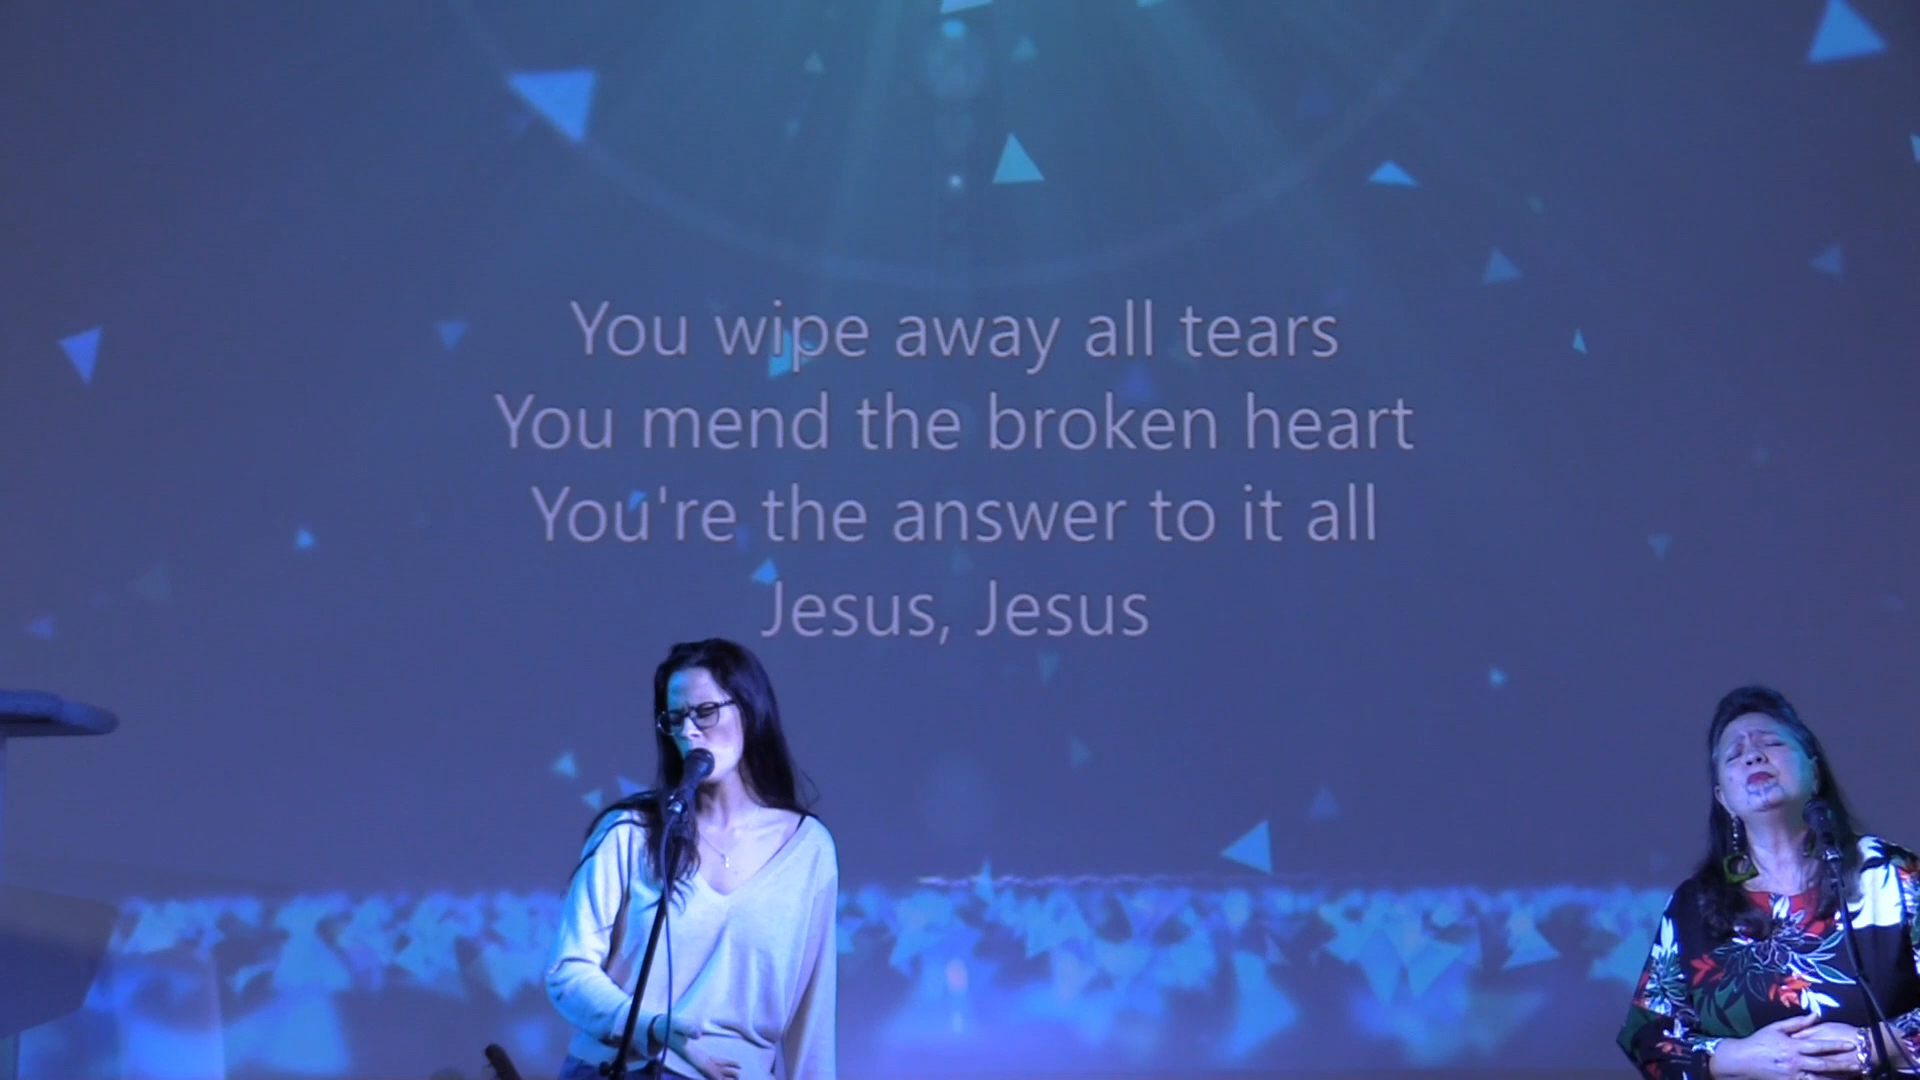 You wipe away all tears
You mend the broken heart
You're the answer to it all
Jesus, Jesus